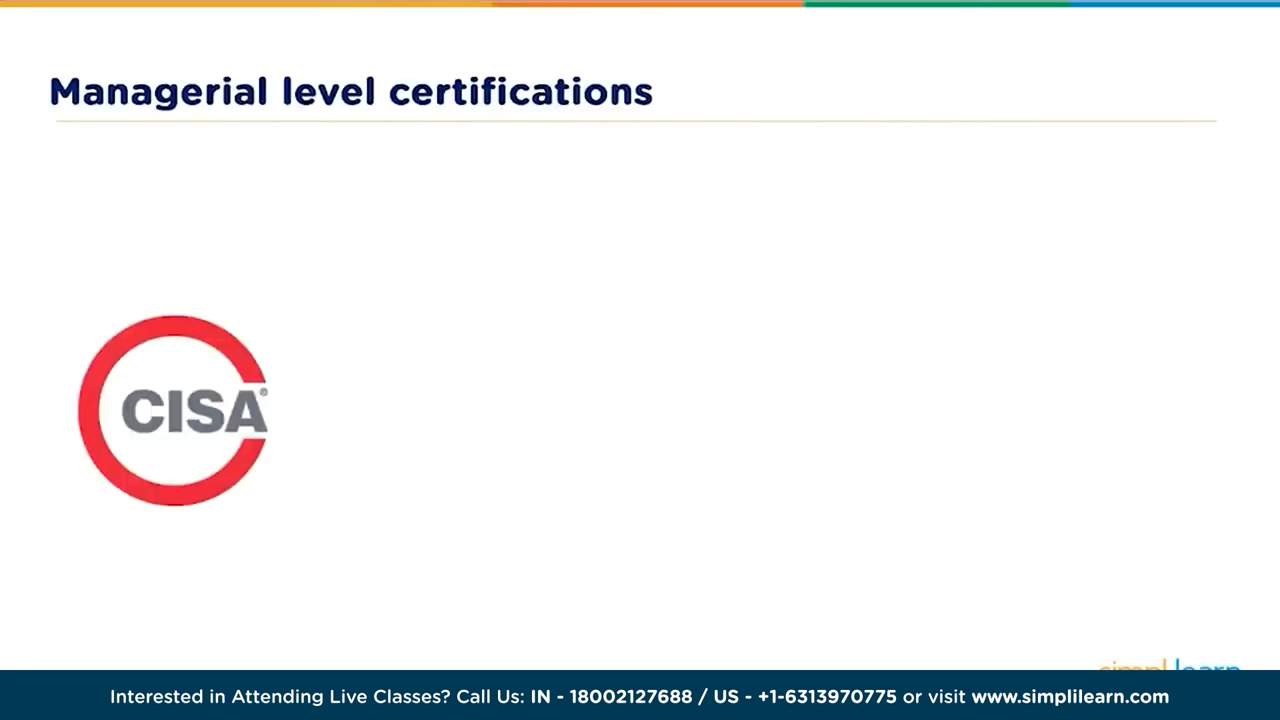 Managerial level certifications
CISA®
simplilearn
Interested in Attending Live Classes? Call Us: IN - 18002127688 / US - +1-6313970775 or visit www.simplilearn.com